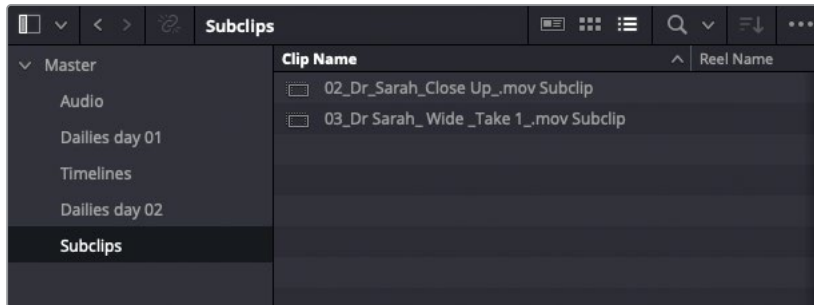 Subclips
Master
Audio
Dailies day 01
Timelines
Dailies day 02
Subclips
Clip Name
Reel Name
02_Dr_Sarah_Close Up_.mov Subclip
03_Dr Sarah_ Wide _Take 1_.mov Subclip